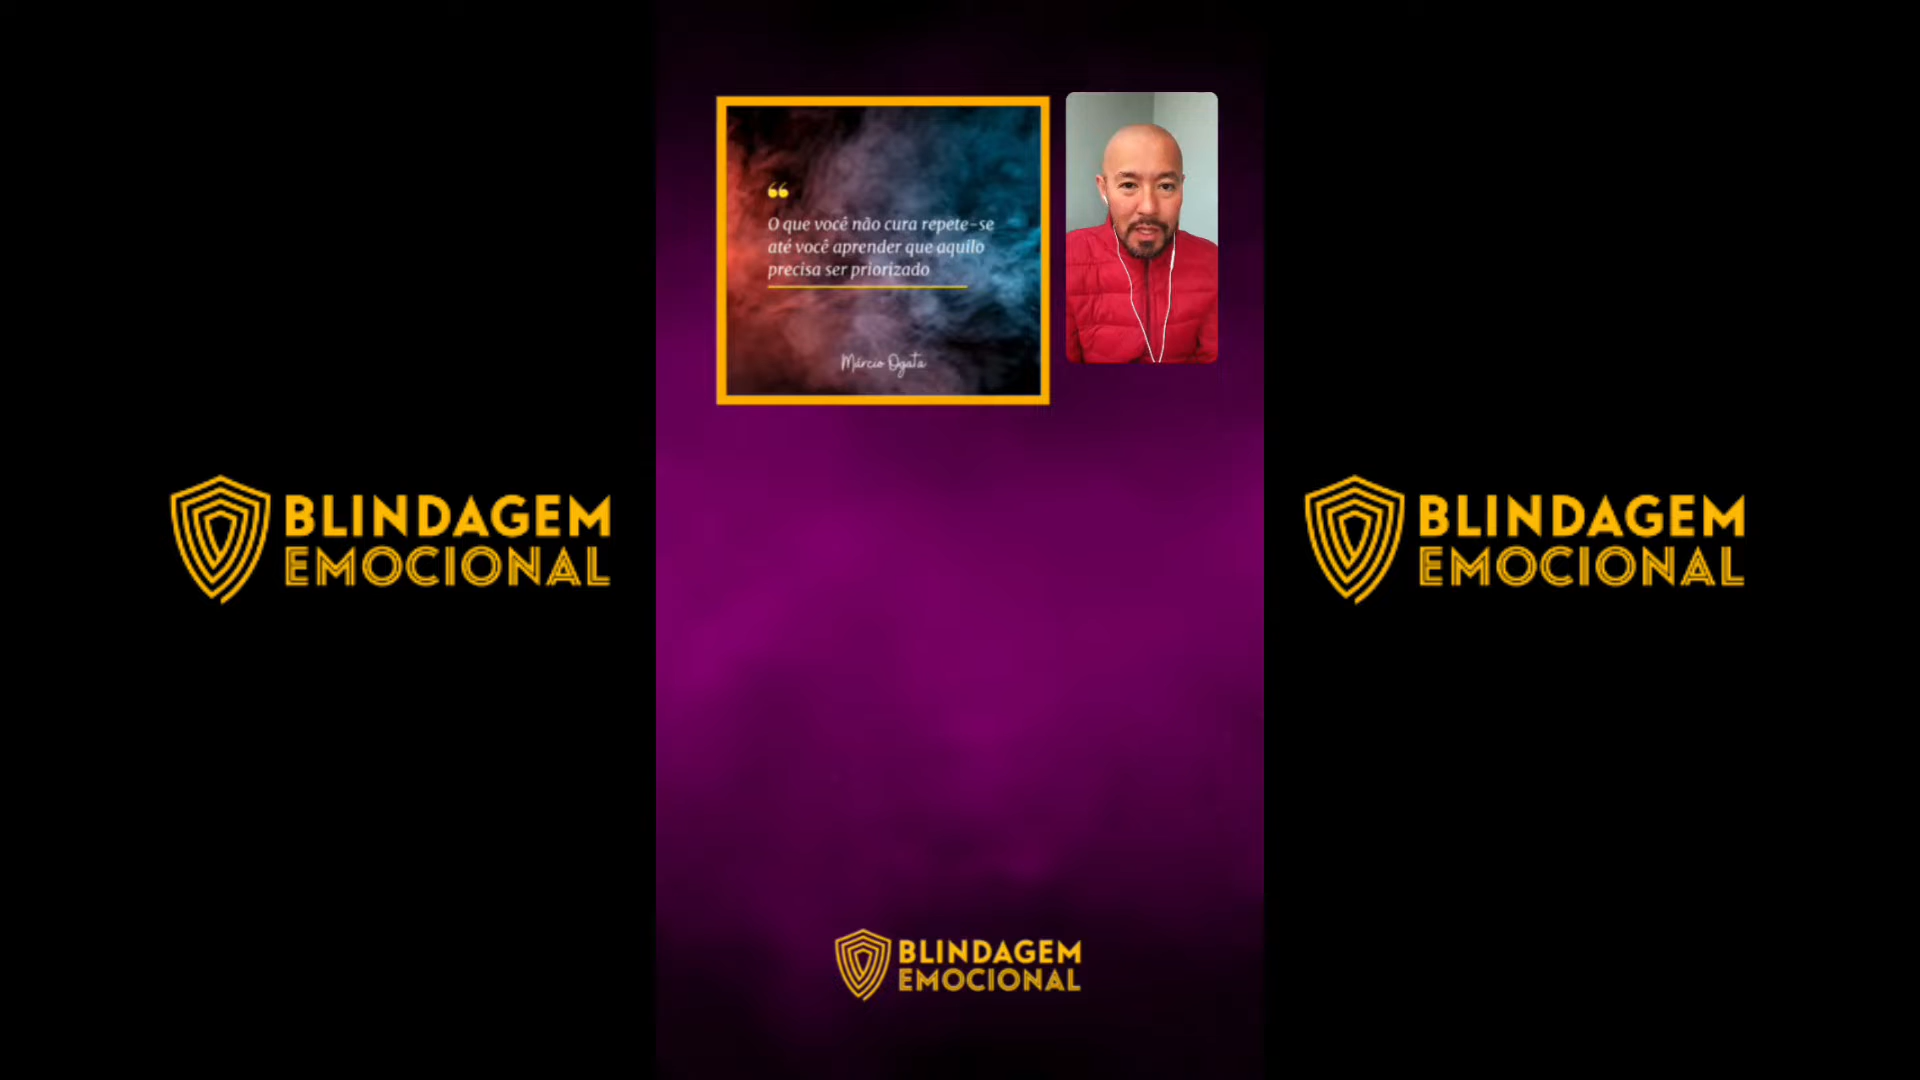 “
O que você não cura repete-se
até você aprender que aquilo
precisa ser priorizado
Márcio Ogata
BLINDAGEM
EMOCIONAL
BLINDAGEM
EMOCIONAL
BLINDAGEM
EMOCIONAL